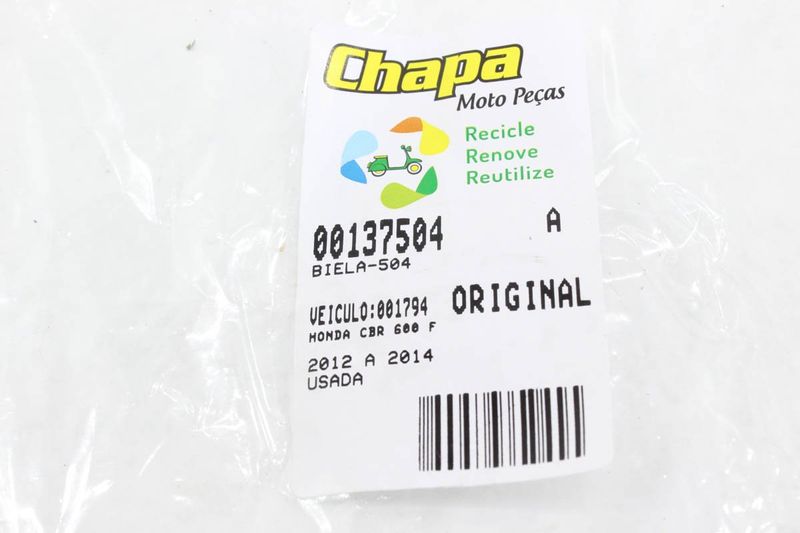 Chapa
Moto Peças
Recicle
Renove
Reutilize
00137504 A
BIELA-504
VEICULO:001794 ORIGINAL
HONDA CBR 600 F
2012 A 2014
USADA